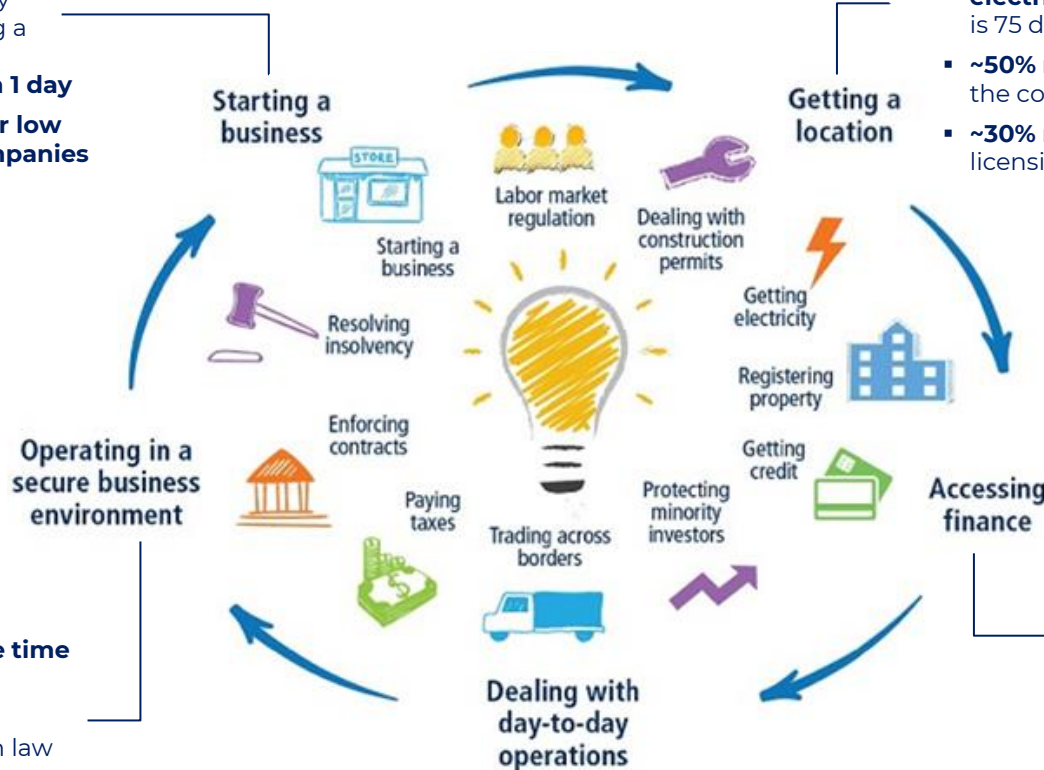 g a
1 day
r low
mpanies
Starting a
business
STORE
Starting a
business
Labor market
regulation
Dealing with
construction
permits
Getting a
location
is 75 d
▪ ~50%
the co
▪ ~30%
licensi
Getting
electricity
Registering
property
Getting
credit
Accessing
finance
Protecting
minority
investors
Trading across
borders
Dealing with
day-to-day
operations
Paying
taxes
$
Enforcing
contracts
Resolving
insolvency
Operating in a
secure business
environment
e time
law